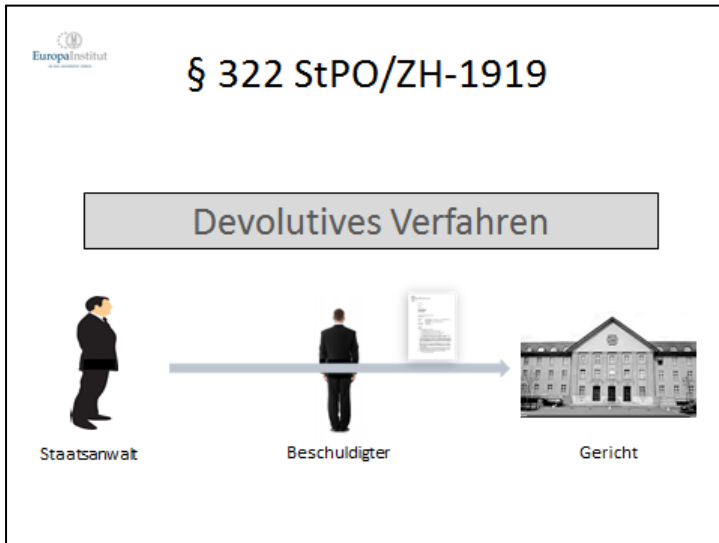 EuropaInstitut
§ 322 StPO/ZH-1919
Devolutives Verfahren
Staatsanwalt
Beschuldigter
Gericht